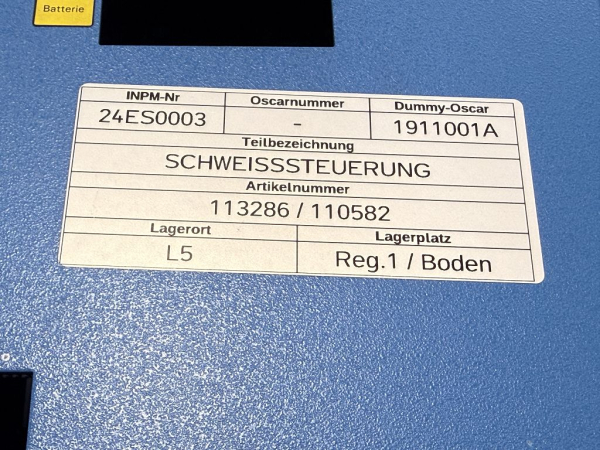 Batterie
INPM-Nr Oscarnummer Dummy-Oscar
24ES0003 - 1911001A
Teilbezeichnung
SCHWEISSSTEUERUNG
Artikelnummer
113286 / 110582
Lagerort Lagerplatz
L5 Reg.1 / Boden